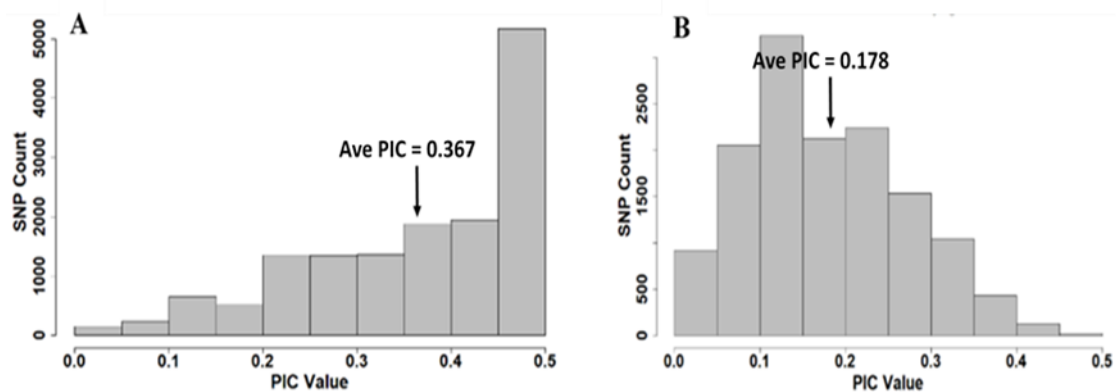 A
5000
4000
3000
2000
1000
0
SNP Count
Ave PIC = 0.367
0.0 0.1 0.2 0.3 0.4 0.5
PIC Value
B
2500
1500
500
0
SNP Count
Ave PIC = 0.178
0.0 0.1 0.2 0.3 0.4 0.5
PIC Value